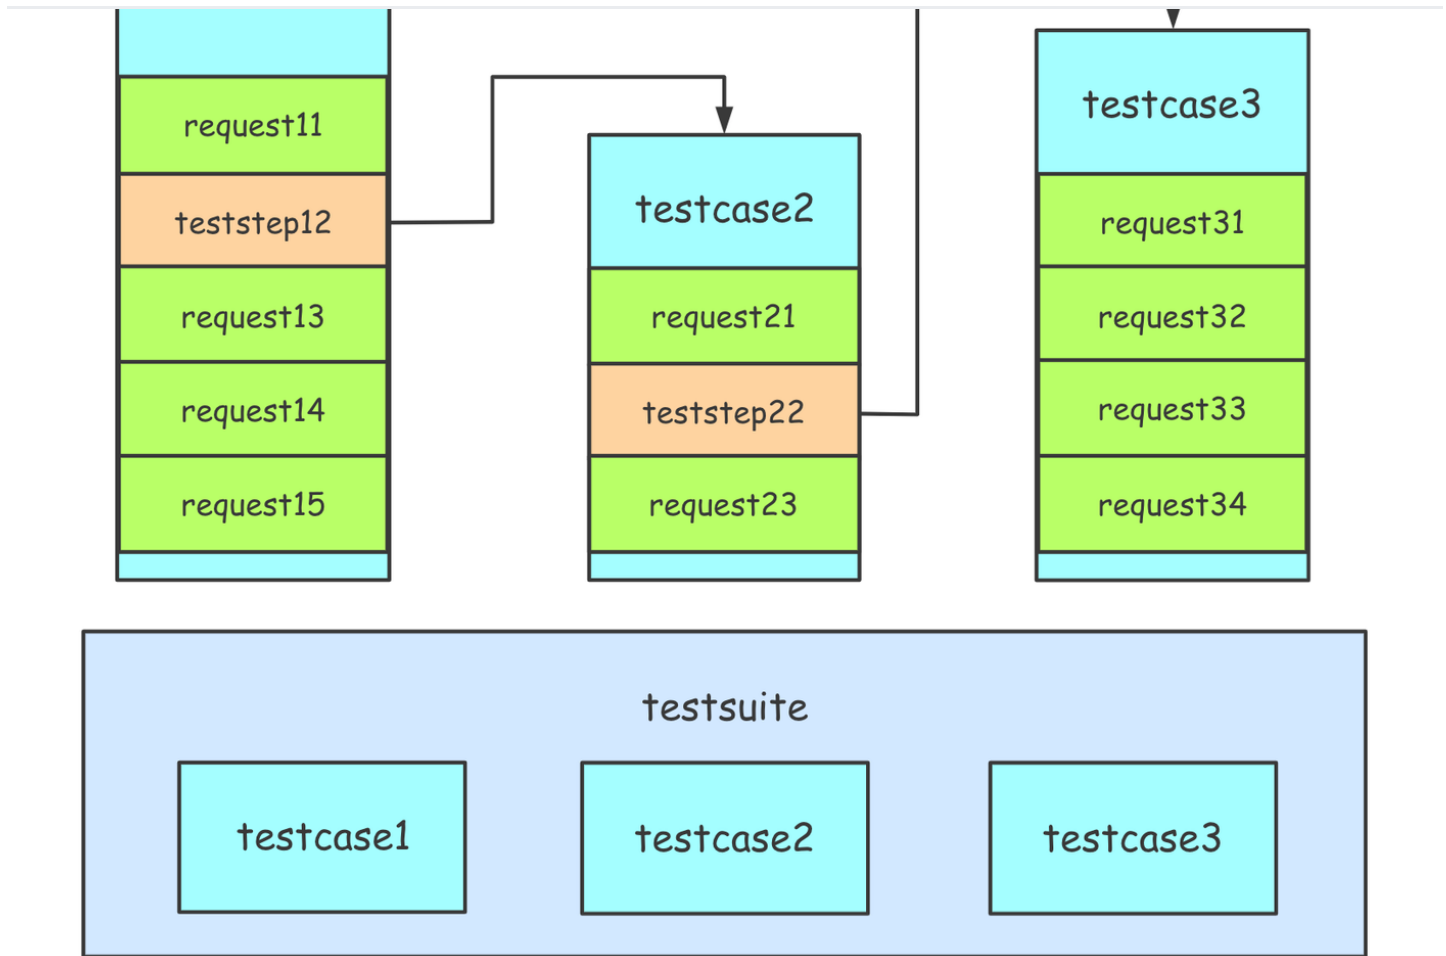 request11
teststep12
request13
request14
request15
testcase2
request21
teststep22
request23
testcase3
request31
request32
request33
request34
testsuite
testcase1
testcase2
testcase3